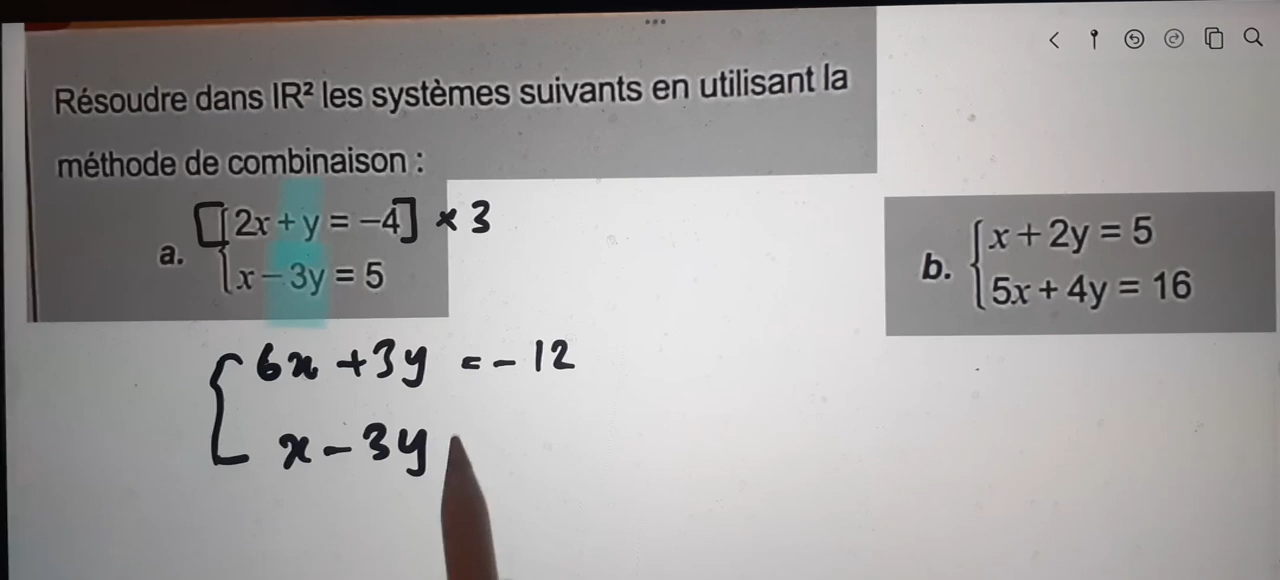 Résoudre dans IR² les systèmes suivants en utilisant la
méthode de combinaison :
a. [{2x + y = −4] × 3
x − 3y = 5
b. {x + 2y = 5
5x + 4y = 16
{6x + 3y = - 12
x - 3y